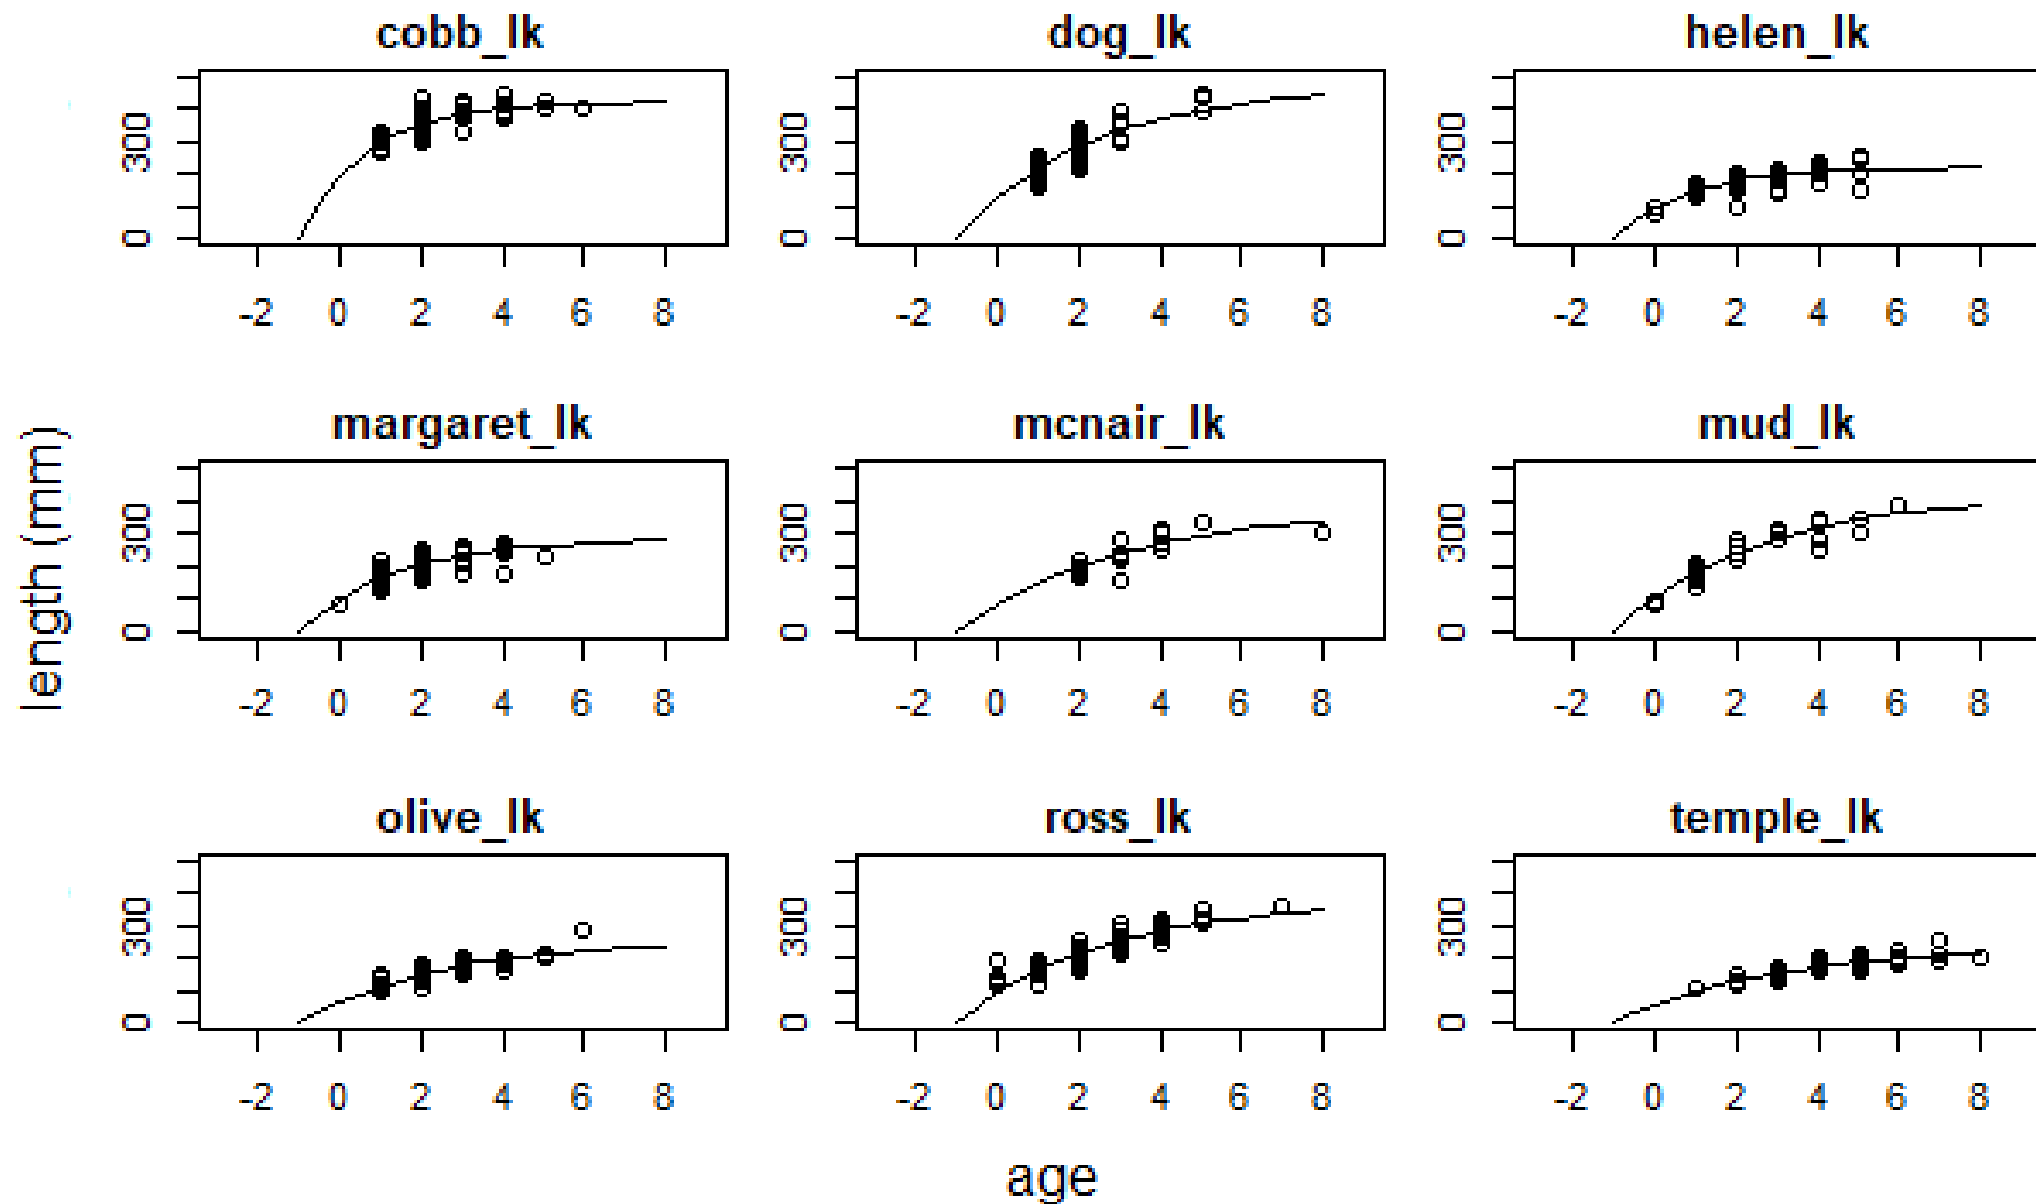 cobb_lk dog_lk helen_lk
300 300 300
0 0 0
-2 0 2 4 6 8 -2 0 2 4 6 8 -2 0 2 4 6 8
margaret_lk mcnair_lk mud_lk
length (mm)
300 300 300
0 0 0
-2 0 2 4 6 8 -2 0 2 4 6 8 -2 0 2 4 6 8
olive_lk ross_lk temple_lk
300 300 300
0 0 0
-2 0 2 4 6 8 -2 0 2 4 6 8 -2 0 2 4 6 8
age